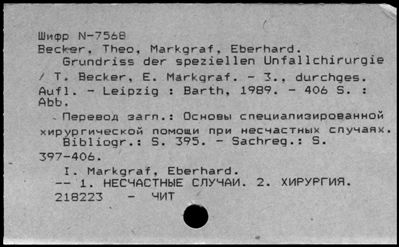 Шифр N-7568
Becker, Theo, Markgraf, Eberhard.
Grundriss der speziellen Unfallchirurgie
/ T. Becker, E. Markgraf. - 3., durchges.
Aufl. - Leipzig : Barth, 1989. - 406 S. :
Abb.
Перевод загл.: Основы специализированной
хирургической помощи при несчастных случаях.
Bibliogr.: S. 395. - Sachreg.: S.
397-406.
I. Markgraf, Eberhard.
-- 1. НЕСЧАСТНЫЕ СЛУЧАИ. 2. ХИРУРГИЯ.
218223 - ЧИТ